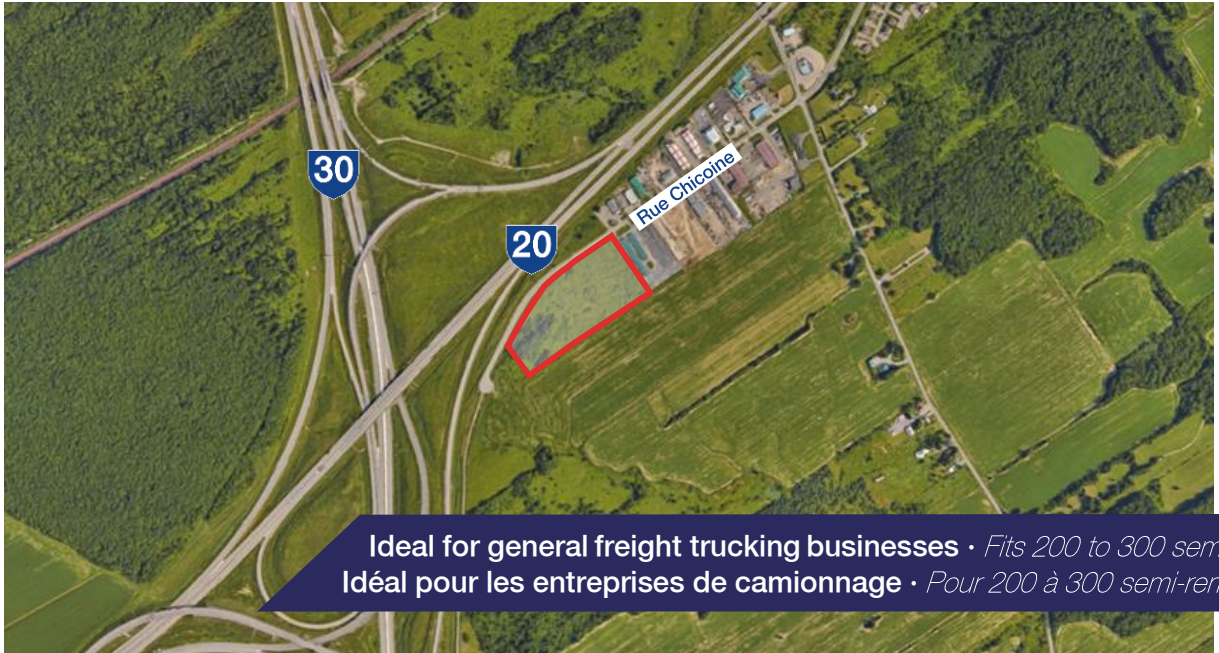 30
20
Rue Chicoine
Ideal for general freight trucking businesses · Fits 200 to 300
Idéal pour les entreprises de camionnage · Pour 200 à 300